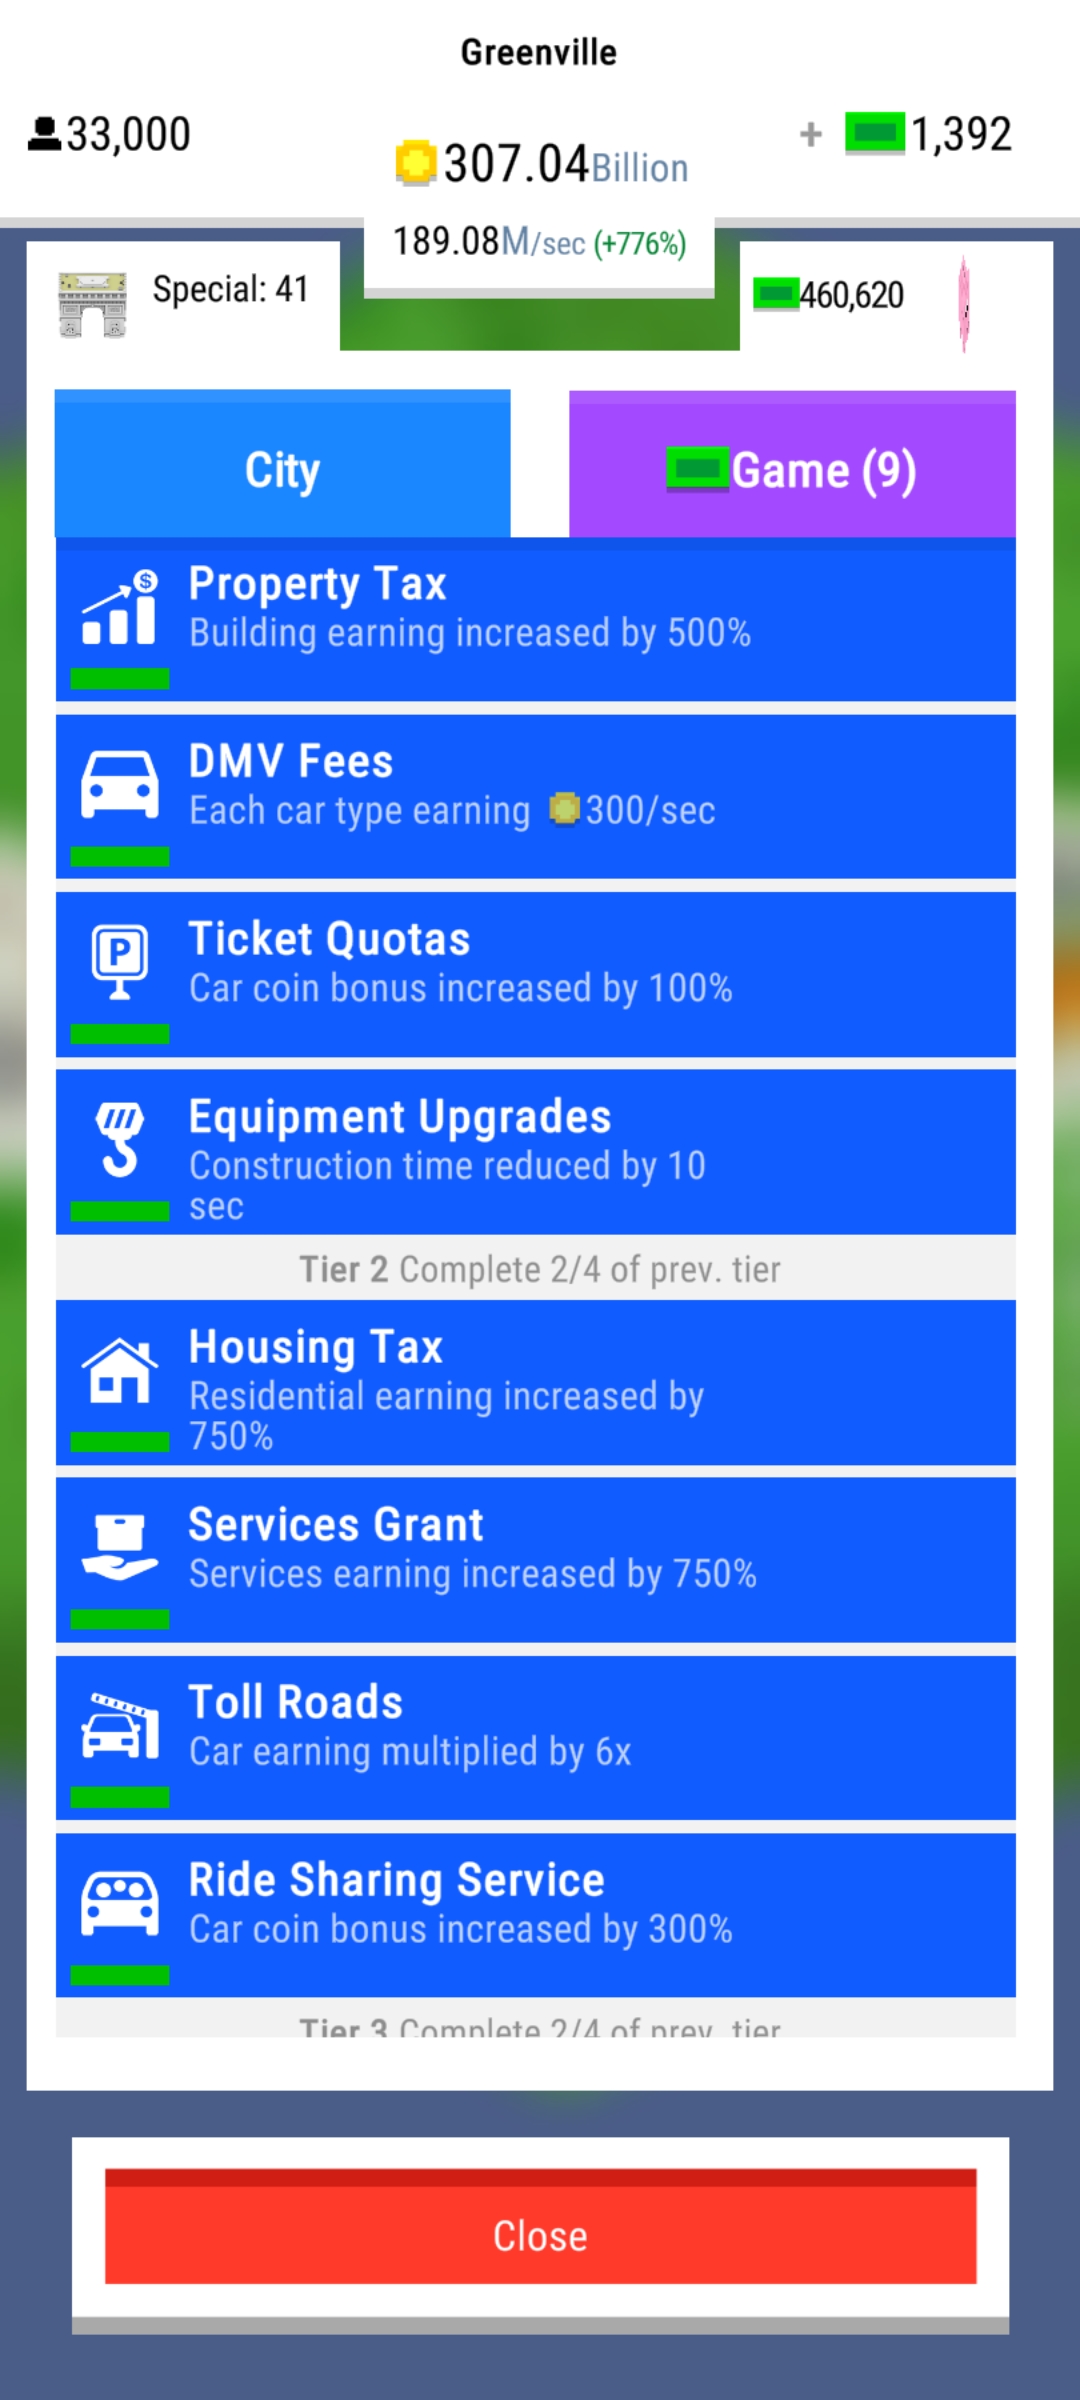 Greenville
33,000
307.04Billion
+ 1,392
189.08M/sec (+776%)
Special: 41
460,620
City
Game (9)
$
Property Tax
Building earning increased by 500%
DMV Fees
Each car type earning 300/sec
P
Ticket Quotas
Car coin bonus increased by 100%
Equipment Upgrades
Construction time reduced by 10
sec
Tier 2 Complete 2/4 of prev. tier
Housing Tax
Residential earning increased by
750%
Services Grant
Services earning increased by 750%
Toll Roads
Car earning multiplied by 6x
Ride Sharing Service
Car coin bonus increased by 300%
Tier 3 Complete 2/4 of prev. tier
Close